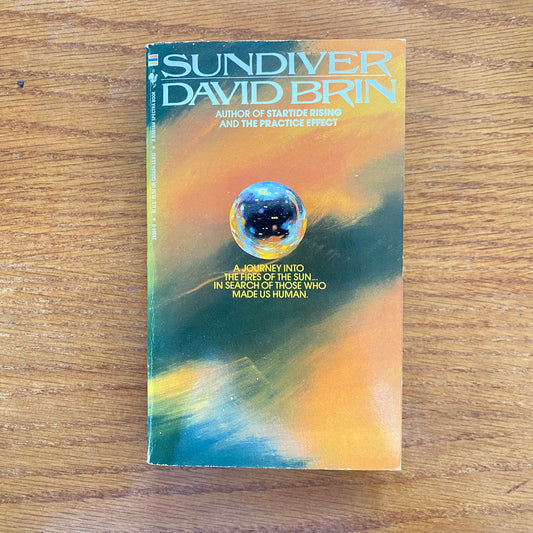 SUNDIVER
DAVID BRIN
AUTHOR OF STARTIDE RISING
AND THE PRACTICE EFFECT
A JOURNEY INTO
THE FIRES OF THE SUN...
IN SEARCH OF THOSE WHO
MADE US HUMAN.